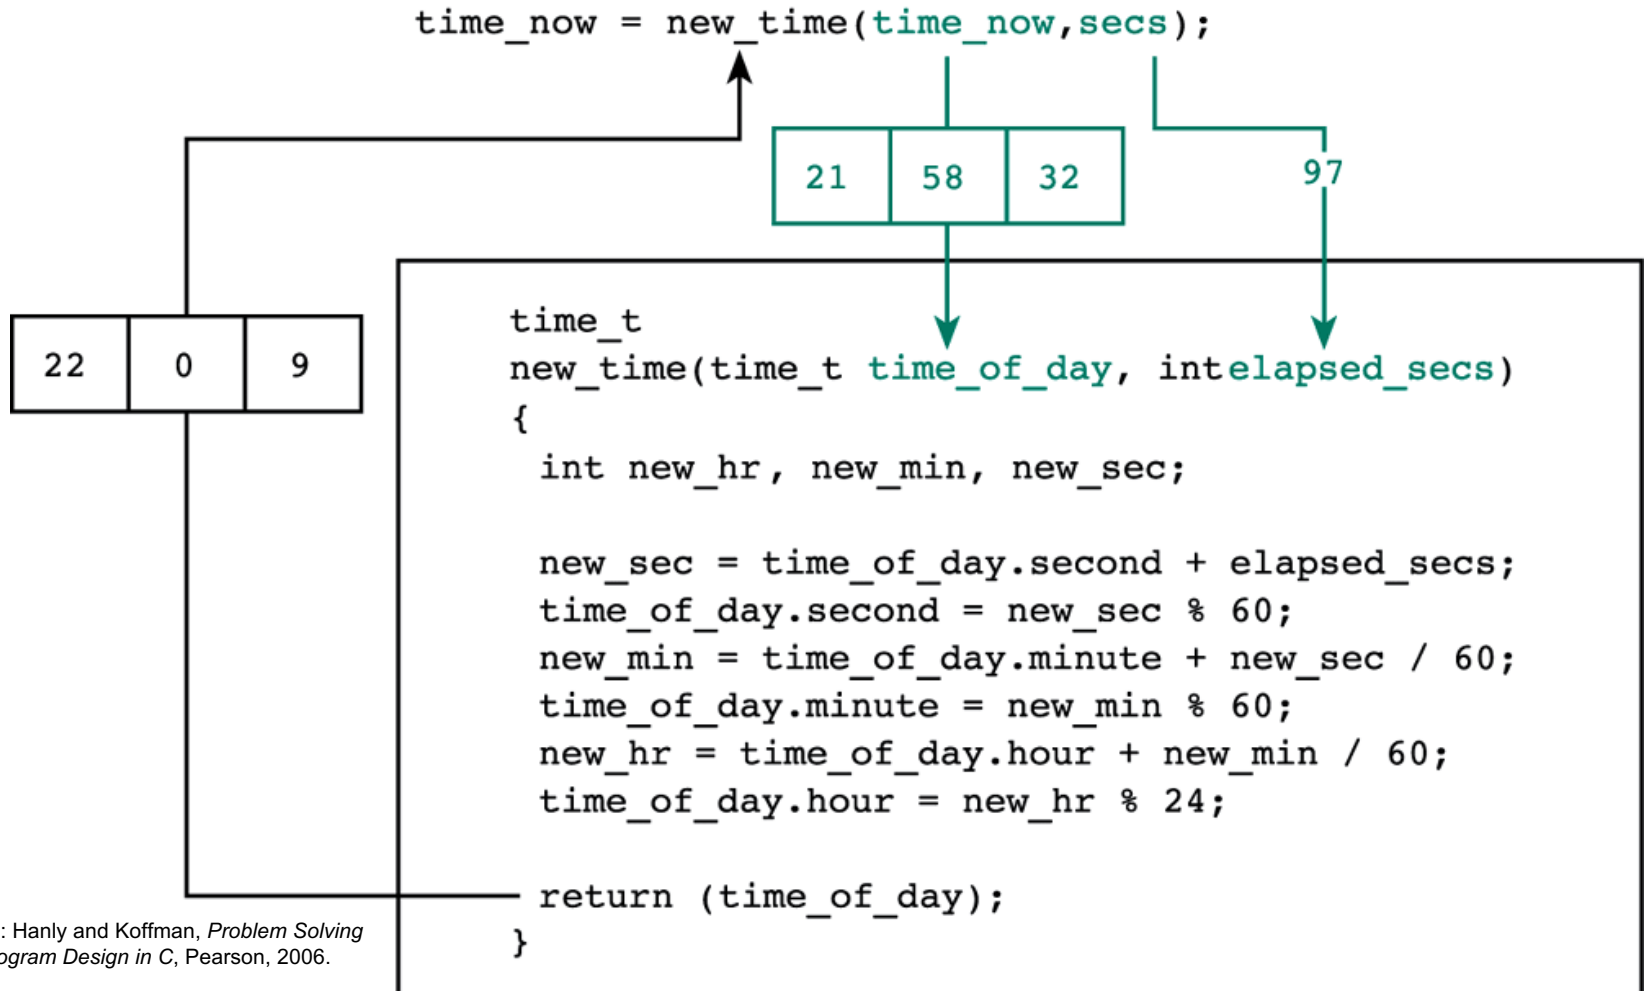 time_now = new_time(time_now,secs);
21 58 32
97
22 0 9
time_t
new_time(time_t time_of_day, intelapsed_secs)
{
int new_hr, new_min, new_sec;
new_sec = time_of_day.second + elapsed_secs;
time_of_day.second = new_sec % 60;
new_min = time_of_day.minute + new_sec / 60;
time_of_day.minute = new_min % 60;
new_hr = time_of_day.hour + new_min / 60;
time_of_day.hour = new_hr % 24;
return (time_of_day);
}
: Hanly and Koffman, Problem Solving
ogram Design in C, Pearson, 2006.